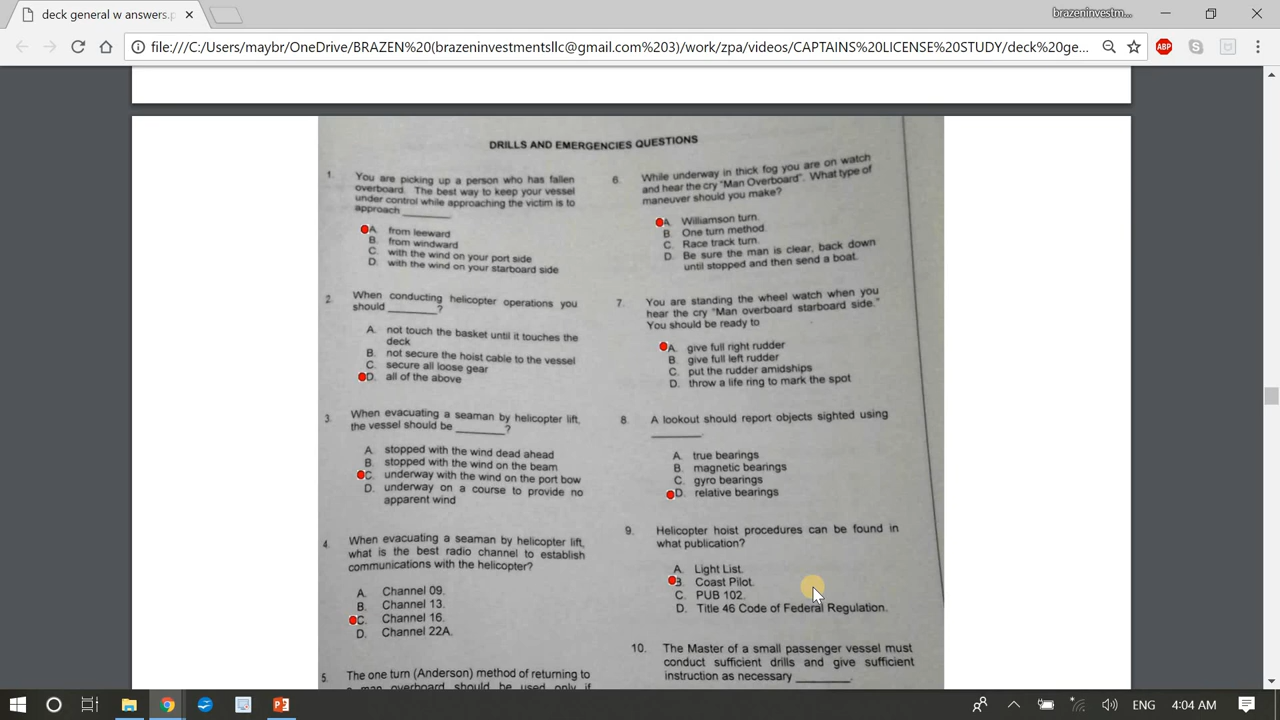 deck general w answers.p
brazeninvestm...
file:///C:/Users/maybr/OneDrive/BRAZEN%20(brazeninvestmentsllc@gmail.com%203)/work/zpa/videos/CAPTAINS%20LICENSE%20STUDY/deck%20ge...
ABP
DRILLS AND EMERGENCIES QUESTIONS
1. You are picking up a person who has fallen
overboard. The best way to keep your vessel
under control while approaching the victim is to
approach ________
A. from leeward
B. from windward
C. with the wind on your port side
D. with the wind on your starboard side
2. When conducting helicopter operations you
should ________?
A. not touch the basket until it touches the
deck
B. not secure the hoist cable to the vessel
C. secure all loose gear
D. all of the above
3. When evacuating a seaman by helicopter lift,
the vessel should be ________?
A. stopped with the wind dead ahead
B. stopped with the wind on the beam
C. underway with the wind on the port bow
D. underway on a course to provide no
apparent wind
4. When evacuating a seaman by helicopter lift,
what is the best radio channel to establish
communications with the helicopter?
A. Channel 09.
B. Channel 13.
C. Channel 16.
D. Channel 22A.
5. The one turn (Anderson) method of returning to
a man overboard should be used only if
6. While underway in thick fog you are on watch
and hear the cry "Man Overboard". What type of
maneuver should you make?
A. Williamson turn.
B. One turn method.
C. Race track turn.
D. Be sure the man is clear, back down
until stopped and then send a boat.
7. You are standing the wheel watch when you
hear the cry "Man overboard starboard side."
You should be ready to
A. give full right rudder
B. give full left rudder
C. put the rudder amidships
D. throw a life ring to mark the spot
8. A lookout should report objects sighted using
________.
A. true bearings
B. magnetic bearings
C. gyro bearings
D. relative bearings
9. Helicopter hoist procedures can be found in
what publication?
A. Light List.
B. Coast Pilot.
C. PUB 102.
D. Title 46 Code of Federal Regulation.
10. The Master of a small passenger vessel must
conduct sufficient drills and give sufficient
instruction as necessary ________.
ENG
4:04 AM